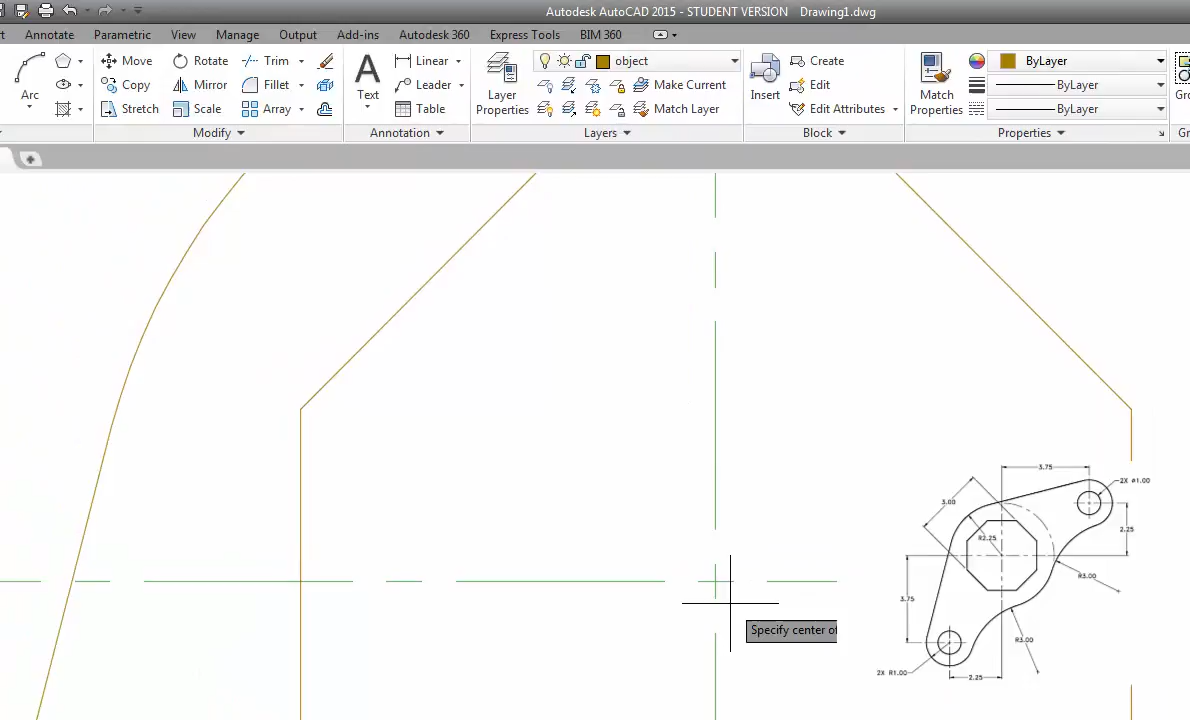 Autodesk AutoCAD 2015 - STUDENT VERSION Drawing1.dwg
Annotate Parametric View Manage Output Add-ins Autodesk 360 Express Tools BIM 360
Arc
Move Rotate Trim
Copy Mirror Fillet
Stretch Scale Array
Modify
Text
Linear
Leader
Table
Annotation
Layer
Properties
object
Make Current
Match Layer
Layers
Insert
Create
Edit
Edit Attributes
Block
Match
Properties
ByLayer
ByLayer
ByLayer
Properties
Specify center of
3.75
2X ø1.00
3.00
R2.25
2.25
R3.00
3.75
R3.00
2X R1.00
2.25